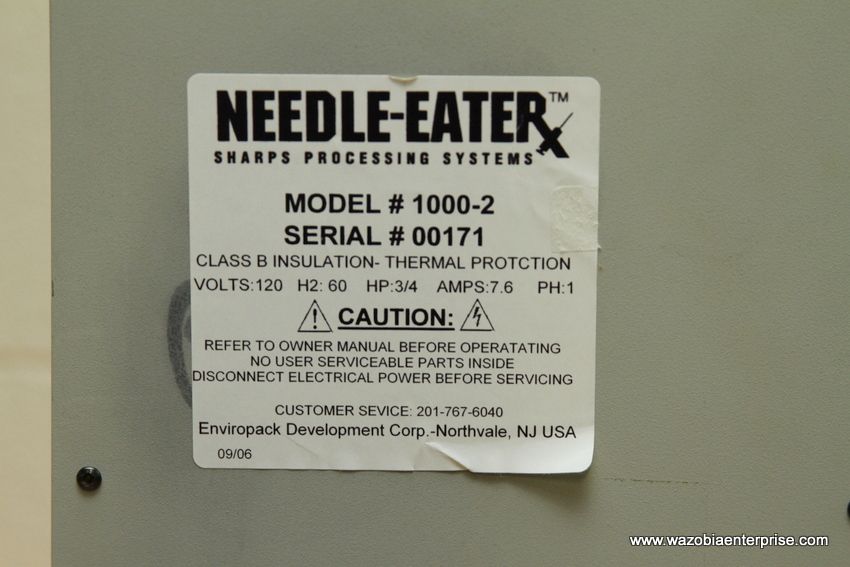 NEEDLE-EATERx™
SHARPS PROCESSING SYSTEMS
MODEL # 1000-2
SERIAL # 00171
CLASS B INSULATION- THERMAL PROTCTION
VOLTS:120 H2: 60 HP:3/4 AMPS:7.6 PH:1
CAUTION:
REFER TO OWNER MANUAL BEFORE OPERATATING
NO USER SERVICEABLE PARTS INSIDE
DISCONNECT ELECTRICAL POWER BEFORE SERVICING
CUSTOMER SEVICE: 201-767-6040
Enviropack Development Corp.-Northvale, NJ USA
09/06
www.wazobiaenterprise.com